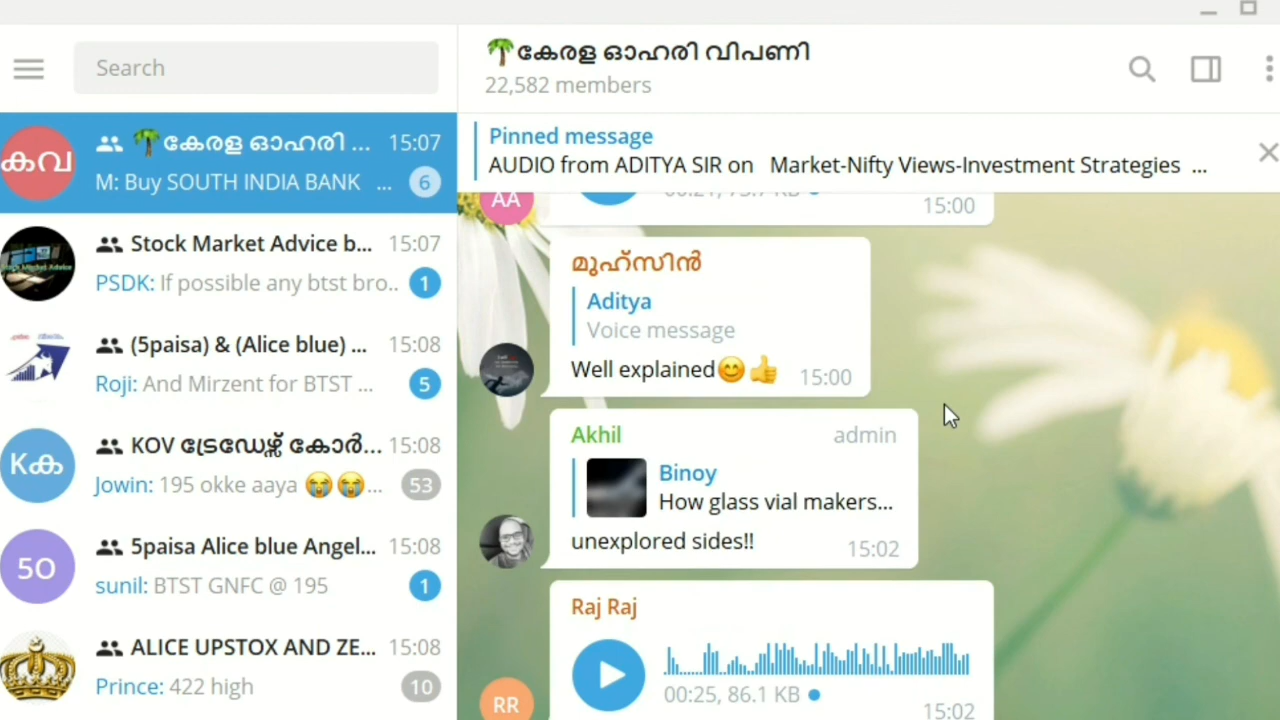 Search
കവ
🌴കേരള ഓഹരി ... 15:07
M: Buy SOUTH INDIA BANK ... 6
Stock Market Advice b... 15:07
PSDK: If possible any btst bro.. 1
(5paisa) & (Alice blue) ... 15:08
Roji: And Mirzent for BTST ... 5
Kക
KOV ട്രേഡേഴ്സ് കോർ... 15:08
Jowin: 195 okke aaya 😭😭... 53
5O
5paisa Alice blue Angel... 15:08
sunil: BTST GNFC @ 195 1
ALICE UPSTOX AND ZE... 15:08
Prince: 422 high 10
🌴കേരള ഓഹരി വിപണി
22,582 members
Pinned message
AUDIO from ADITYA SIR on Market-Nifty Views-Investment Strategies ...
AA
15:00
മുഹ്സിൻ
Aditya
Voice message
Well explained😊👍 15:00
Akhil admin
Binoy
How glass vial makers...
unexplored sides!! 15:02
Raj Raj
00:25, 86.1 KB
RR
15:02